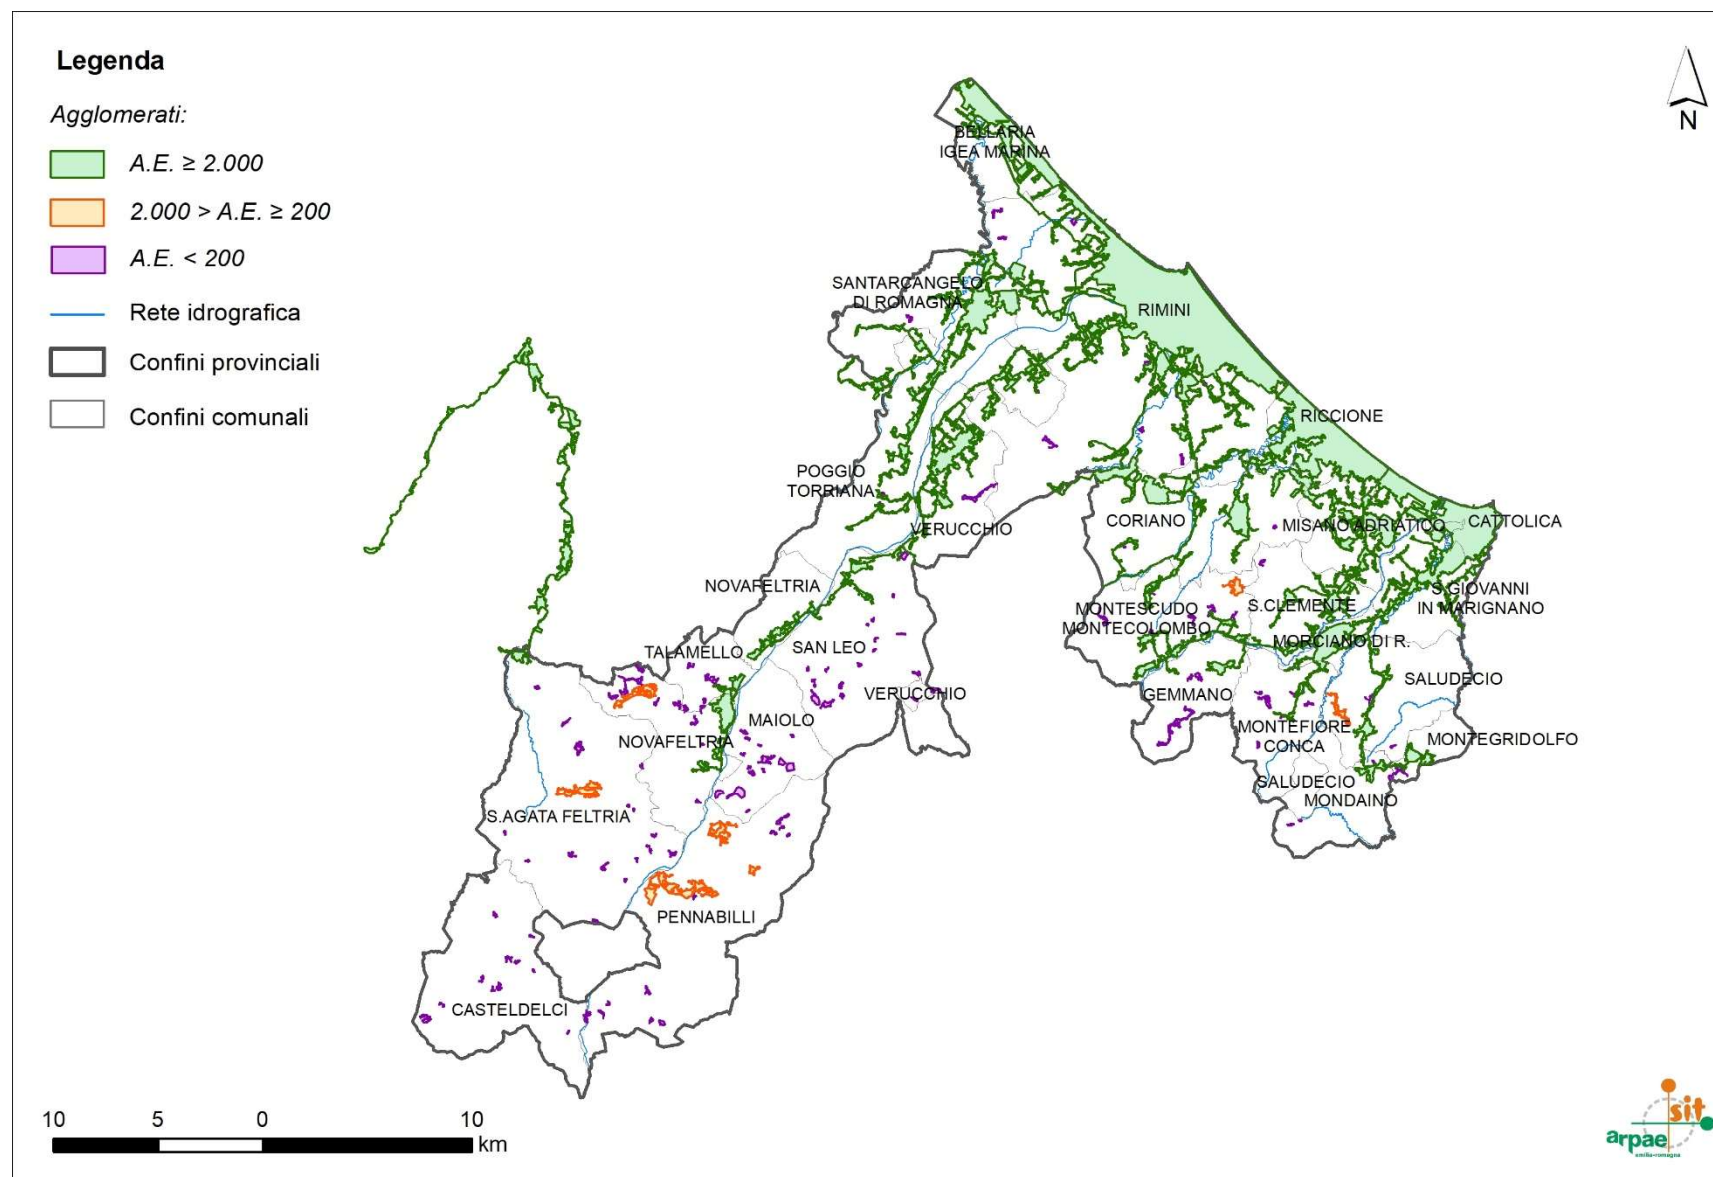 Legenda
Agglomerati:
A.E. ≥ 2.000
2.000 > A.E. ≥ 200
A.E. < 200
Rete idrografica
Confini provinciali
Confini comunali
N
BELLARIA
IGEA MARINA
SANTARCANGELO
DI ROMAGNA
RIMINI
RICCIONE
POGGIO
TORRIANA
VERUCCHIO
CORIANO
MISANO ADRIATICO
CATTOLICA
NOVAFELTRIA
MONTESCUDO
MONTECOLOMBO
S.CLEMENTE
S.GIOVANNI
IN MARIGNANO
TALAMELLO
SAN LEO
MORCIANO DI R.
VERUCCHIO
GEMMANO
SALUDECIO
MAIOLO
NOVAFELTRIA
MONTEFIORE
CONCA
MONTEGRIDOLFO
SALUDECIO
MONDAINO
S.AGATA FELTRIA
PENNABILLI
CASTELDELCI
10 5 0 10
km
sit
arpae
emilia-romagna